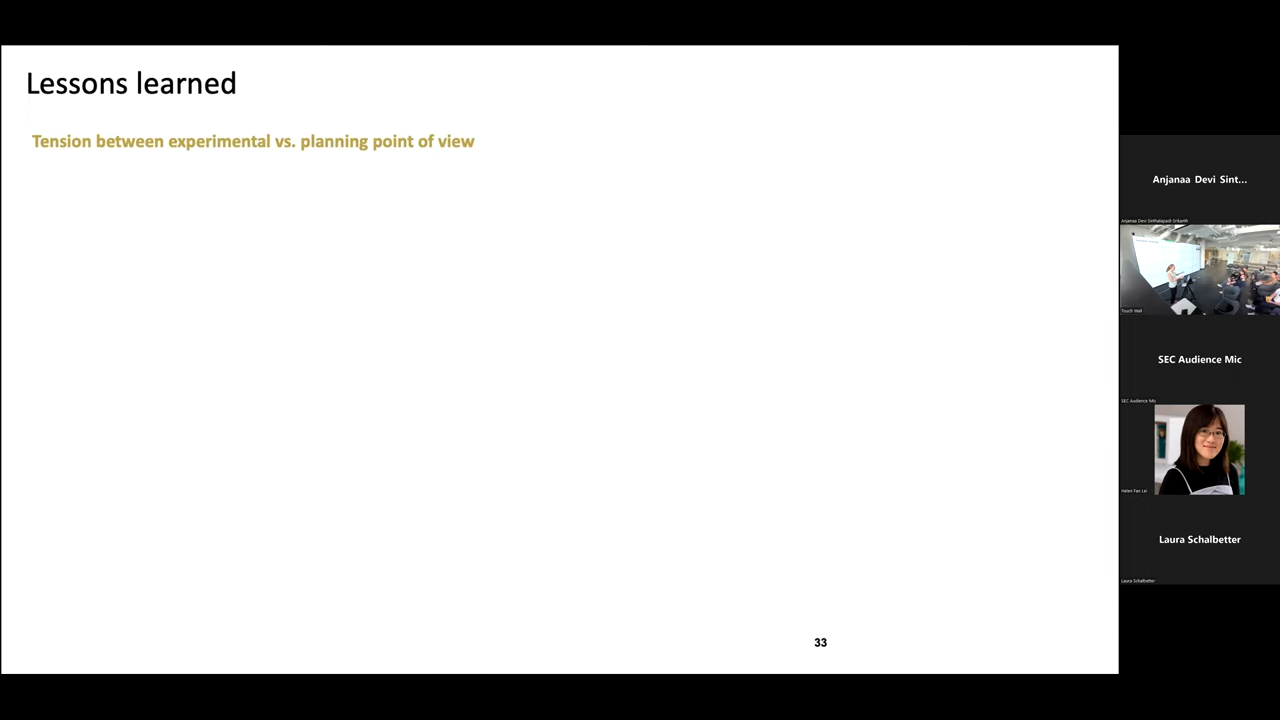 Lessons learned
Tension between experimental vs. planning point of view
33
Anjanaa Devi Sint...
Anjanaa Devi Sinthalapadi Srikanth
Touch Wall
SEC Audience Mic
SEC Audience Mic
Helen Fan Lei
Laura Schalbetter
Laura Schalbetter